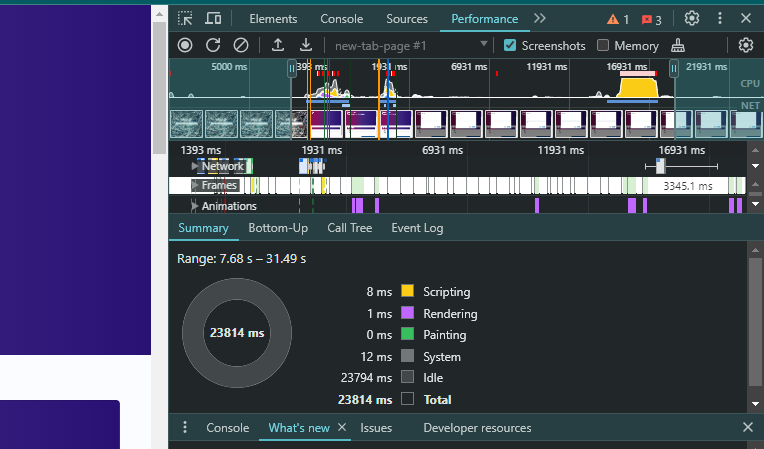 Elements Console Sources Performance 1 3
new-tab-page #1 Screenshots Memory
5000 ms 1393 ms 1931 ms 6931 ms 11931 ms 16931 ms 21931 ms
CPU
NET
1393 ms 1931 ms 6931 ms 11931 ms 16931 ms
Network
Frames 3345.1 ms
Animations
Summary Bottom-Up Call Tree Event Log
Range: 7.68 s – 31.49 s
8 ms Scripting
1 ms Rendering
23814 ms 0 ms Painting
12 ms System
23794 ms Idle
23814 ms Total
Console What's new Issues Developer resources